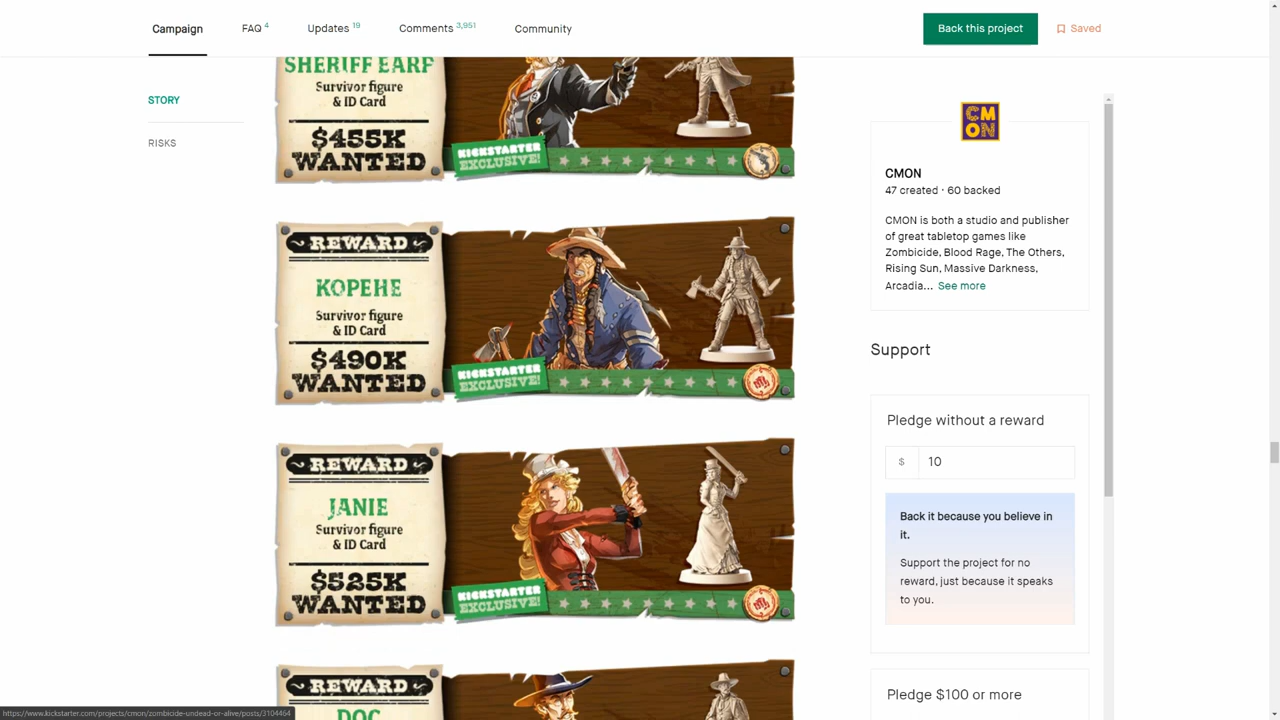 Campaign
FAQ 4
Updates 19
Comments 3,951
Community
Back this project
Saved
STORY
RISKS
SHERIFF EARF
Survivor figure
& ID Card
$455K
WANTED
KICKSTARTER
EXCLUSIVE!
REWARD
KOPEHE
Survivor figure
& ID Card
$490K
WANTED
KICKSTARTER
EXCLUSIVE!
REWARD
JANIE
Survivor figure
& ID Card
$525K
WANTED
KICKSTARTER
EXCLUSIVE!
REWARD
DOC
CMON
CMON
47 created · 60 backed
CMON is both a studio and publisher
of great tabletop games like
Zombicide, Blood Rage, The Others,
Rising Sun, Massive Darkness,
Arcadia... See more
Support
Pledge without a reward
$ 10
Back it because you believe in
it.
Support the project for no
reward, just because it speaks
to you.
Pledge $100 or more
https://www.kickstarter.com/projects/cmon/zombicide-undead-or-alive/posts/3104464